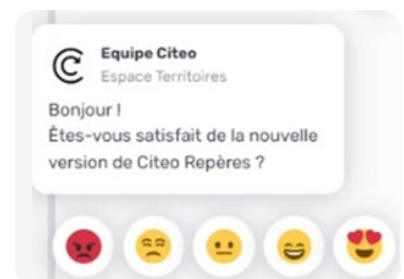 Equipe Citeo
Espace Territoires
Bonjour !
Êtes-vous satisfait de la nouvelle
version de Citeo Repères ?